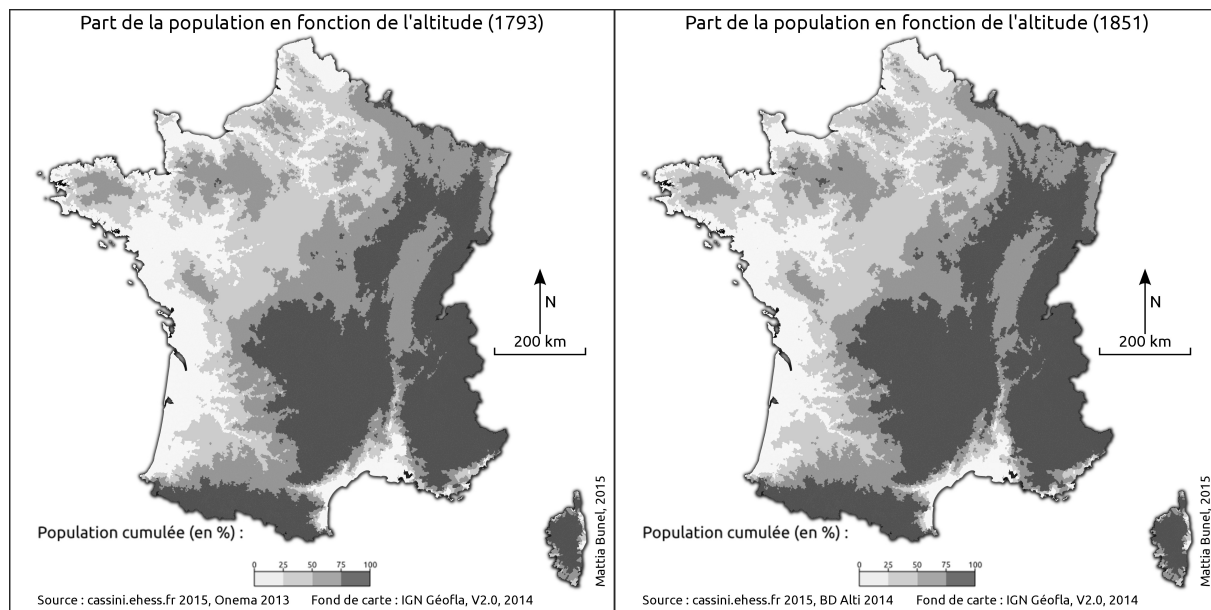 Part de la population en fonction de l'altitude (1793)
N
200 km
Population cumulée (en %) :
0 25 50 75 100
Source : cassini.ehess.fr 2015, Onema 2013 Fond de carte : IGN Géofla, V2.0, 2014
Mattia Bunel, 2015
Part de la population en fonction de l'altitude (1851)
N
200 km
Population cumulée (en %) :
0 25 50 75 100
Source : cassini.ehess.fr 2015, BD Alti 2014 Fond de carte : IGN Géofla, V2.0, 2014
Mattia Bunel, 2015